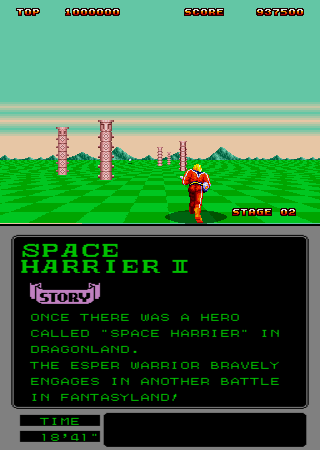 TOP 1000000 SCORE 937500
STAGE 02
SPACE
HARRIER II
STORY
ONCE THERE WAS A HERO
CALLED "SPACE HARRIER" IN
DRAGONLAND.
THE ESPER WARRIOR BRAVELY
ENGAGES IN ANOTHER BATTLE
IN FANTASYLAND!
TIME
18'41"